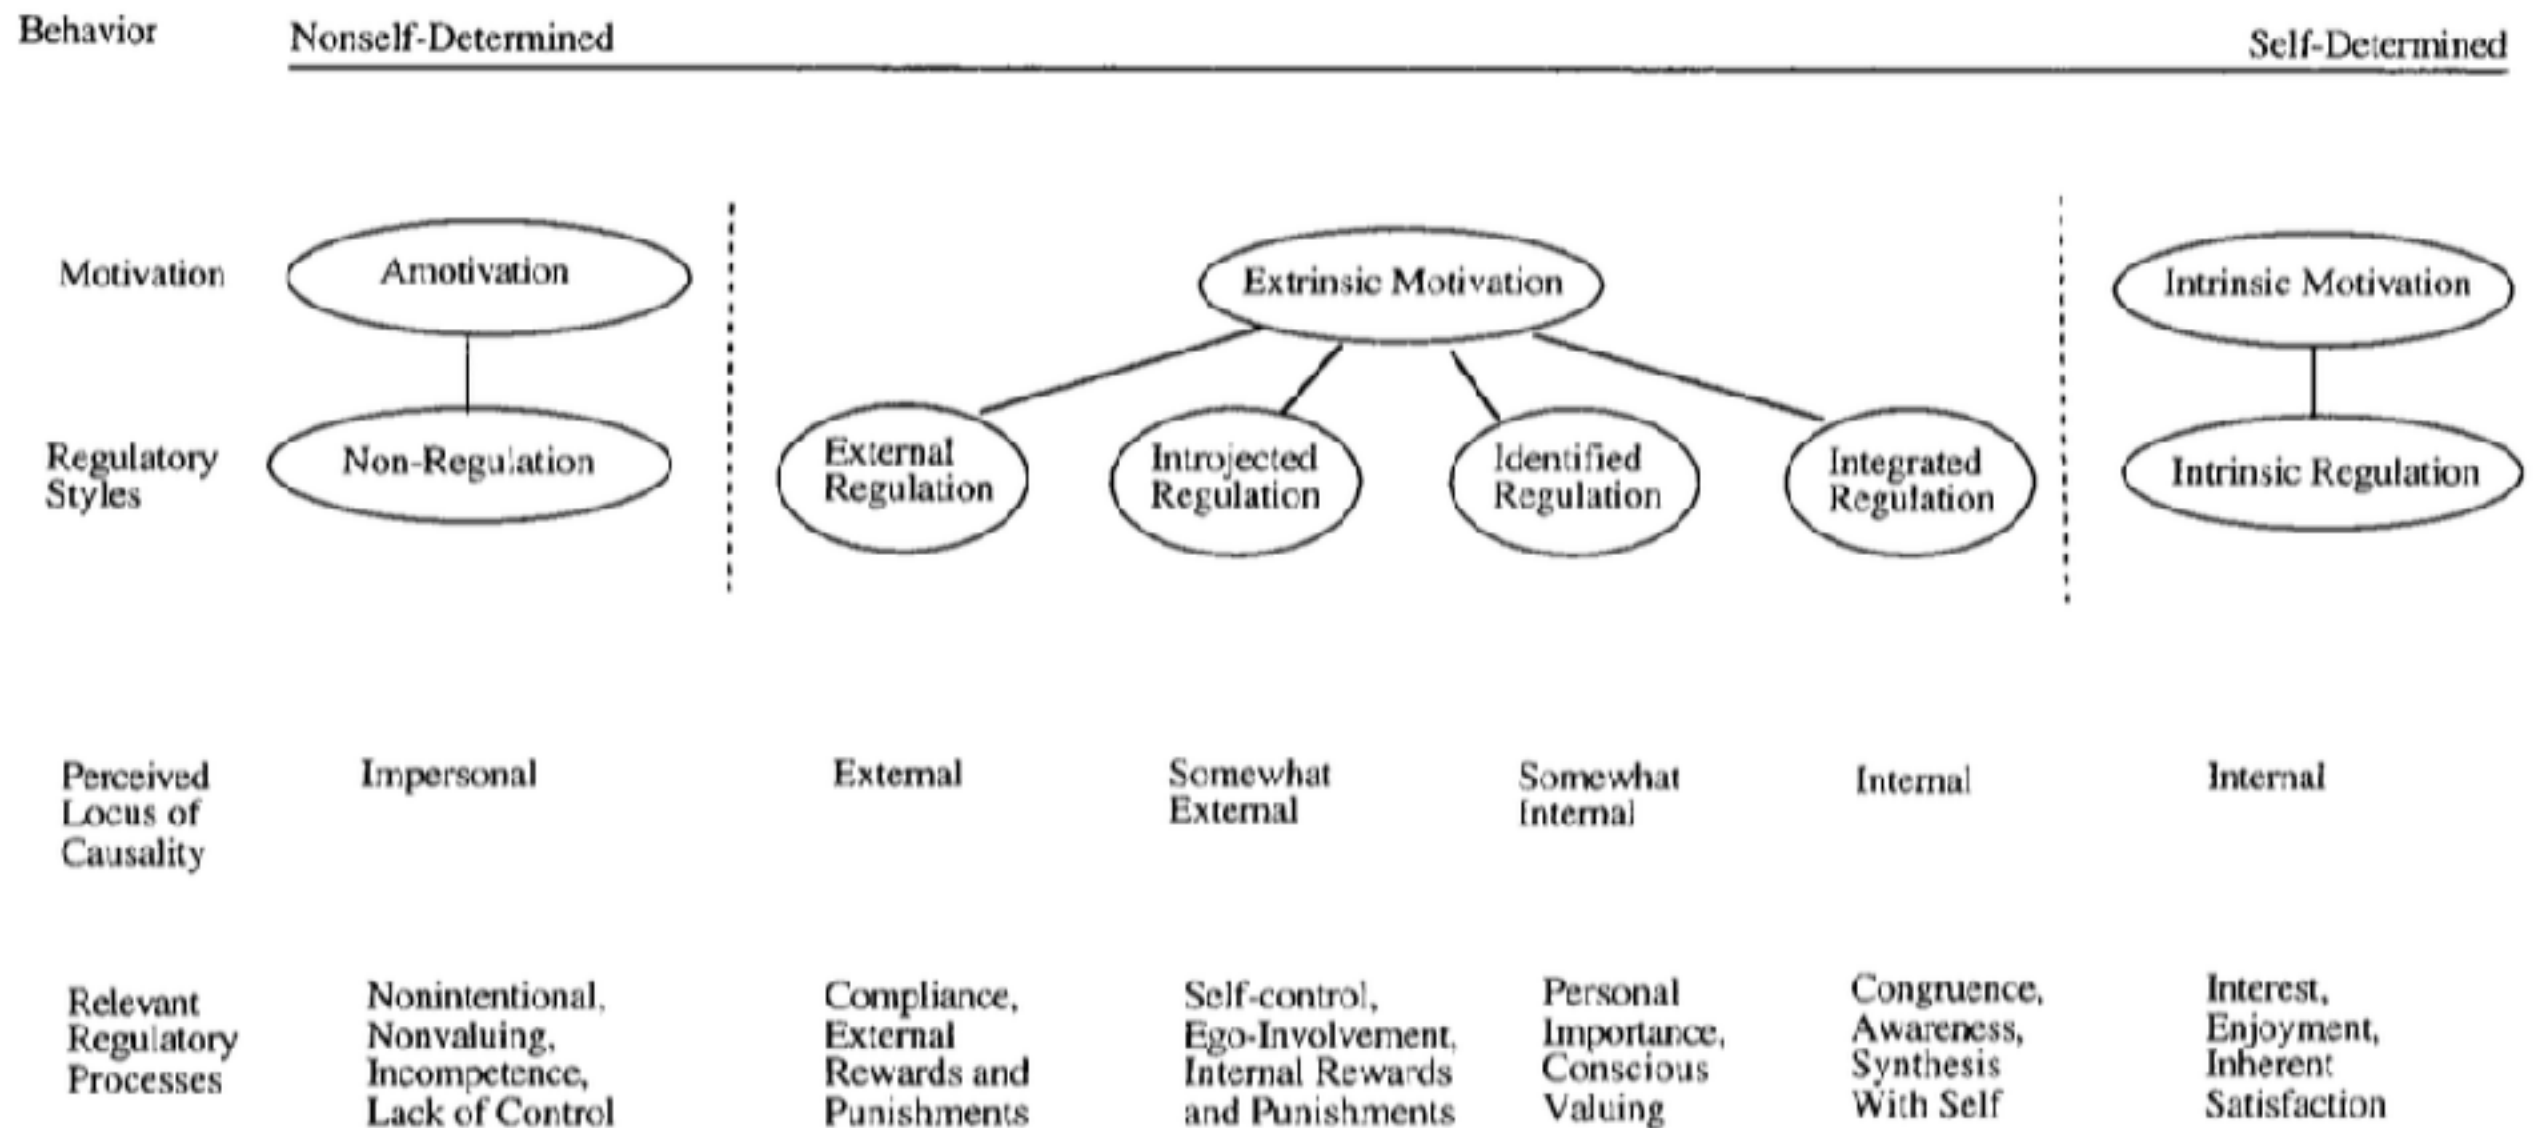 Behavior
Nonself-Determined
Self-Determined
Motivation
Amotivation
Extrinsic Motivation
Intrinsic Motivation
Regulatory
Styles
Non-Regulation
External
Regulation
Introjected
Regulation
Identified
Regulation
Integrated
Regulation
Intrinsic Regulation
Perceived
Locus of
Causality
Impersonal
External
Somewhat
External
Somewhat
Internal
Internal
Internal
Relevant
Regulatory
Processes
Nonintentional,
Nonvaluing,
Incompetence,
Lack of Control
Compliance,
External
Rewards and
Punishments
Self-control,
Ego-Involvement,
Internal Rewards
and Punishments
Personal
Importance,
Conscious
Valuing
Congruence,
Awareness,
Synthesis
With Self
Interest,
Enjoyment,
Inherent
Satisfaction